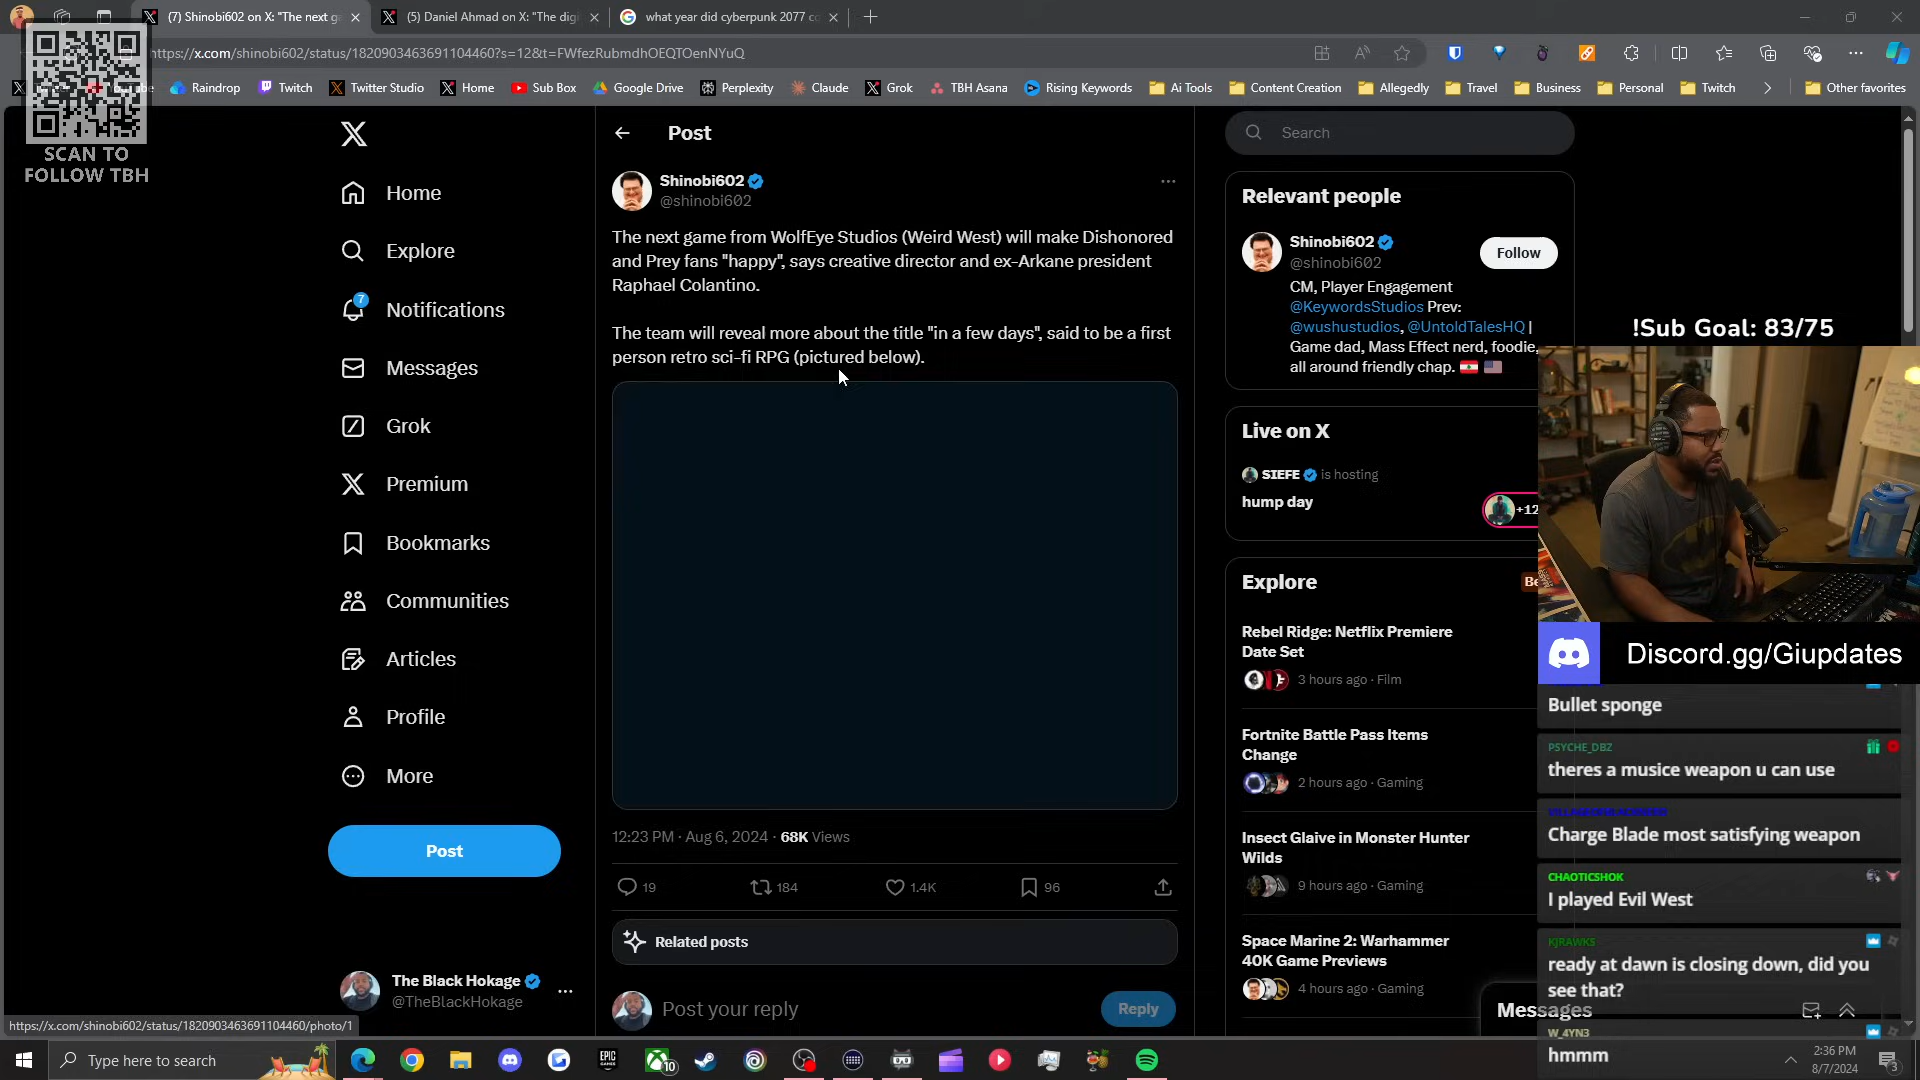 (7) Shinobi602 on X: "The next g
(5) Daniel Ahmad on X: "The digi
what year did cyberpunk 2077 co
https://x.com/shinobi602/status/1820903463691104460?s=12&t=FWfezRubmdhOEQTOenNYuQ
Raindrop
Twitch
Twitter Studio
Home
Sub Box
Google Drive
Perplexity
Claude
Grok
TBH Asana
Rising Keywords
Ai Tools
Content Creation
Allegedly
Travel
Business
Personal
Twitch
Other favorites
SCAN TO
FOLLOW TBH
Home
Explore
7
Notifications
Messages
Grok
Premium
Bookmarks
Communities
Articles
Profile
More
Post
The Black Hokage
@TheBlackHokage
https://x.com/shinobi602/status/1820903463691104460/photo/1
Post
Shinobi602
@shinobi602
The next game from WolfEye Studios (Weird West) will make Dishonored
and Prey fans "happy", says creative director and ex-Arkane president
Raphael Colantino.
The team will reveal more about the title "in a few days", said to be a first
person retro sci-fi RPG (pictured below).
12:23 PM · Aug 6, 2024 · 68K Views
19
184
1.4K
96
Related posts
Post your reply
Reply
Search
Relevant people
Shinobi602
@shinobi602
Follow
CM, Player Engagement
@KeywordsStudios Prev:
@wushustudios, @UntoldTalesHQ |
Game dad, Mass Effect nerd, foodie,
all around friendly chap.
Live on X
SIEFE is hosting
hump day
+12
Explore
Be
Rebel Ridge: Netflix Premiere
Date Set
3 hours ago · Film
Fortnite Battle Pass Items
Change
2 hours ago · Gaming
Insect Glaive in Monster Hunter
Wilds
9 hours ago · Gaming
Space Marine 2: Warhammer
40K Game Previews
4 hours ago · Gaming
Messages
!Sub Goal: 83/75
Discord.gg/Giupdates
Bullet sponge
PSYCHE_DBZ
theres a musice weapon u can use
Charge Blade most satisfying weapon
CHAOTICSHOK
I played Evil West
KJRAWKS
ready at dawn is closing down, did you
see that?
W_4YN3
hmmm
Type here to search
EPIC
GAMES
10
2:36 PM
8/7/2024
3